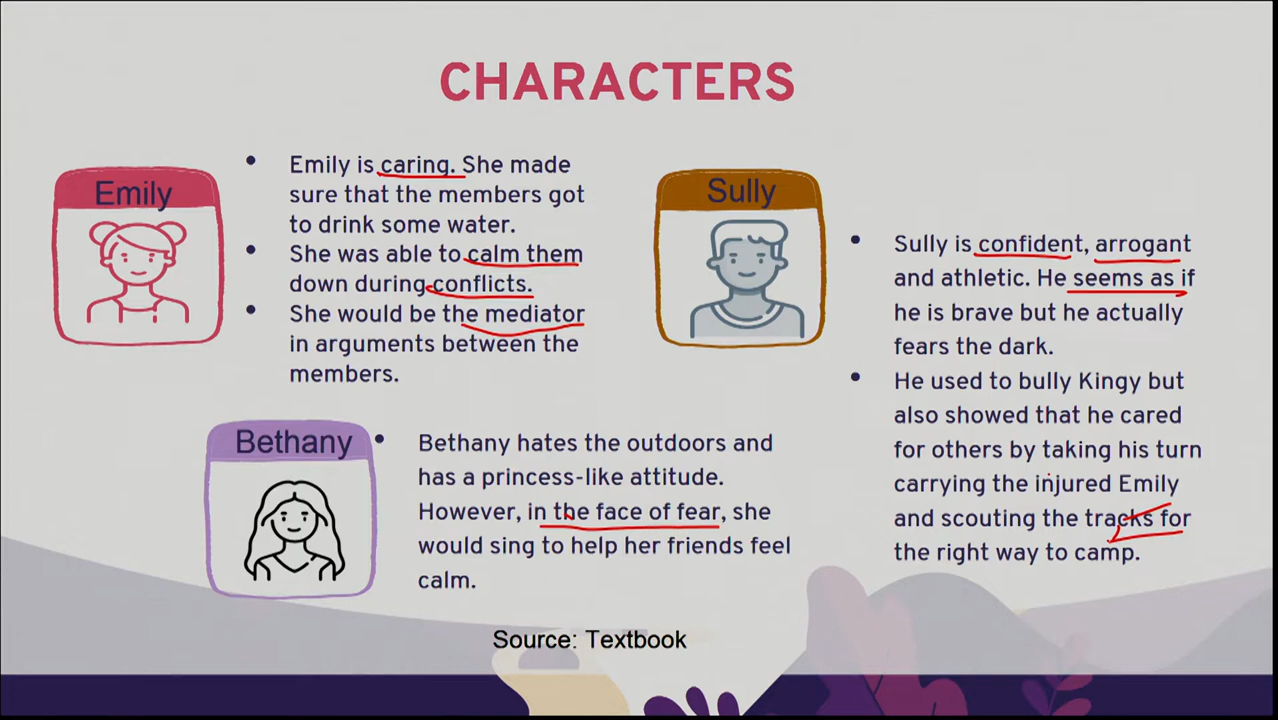 CHARACTERS
Emily
• Emily is caring. She made
sure that the members got
to drink some water.
• She was able to calm them
down during conflicts.
• She would be the mediator
in arguments between the
members.
Sully
• Sully is confident, arrogant
and athletic. He seems as if
he is brave but he actually
fears the dark.
• He used to bully Kingy but
also showed that he cared
for others by taking his turn
carrying the injured Emily
and scouting the tracks for
the right way to camp.
Bethany
• Bethany hates the outdoors and
has a princess-like attitude.
However, in the face of fear, she
would sing to help her friends feel
calm.
Source: Textbook